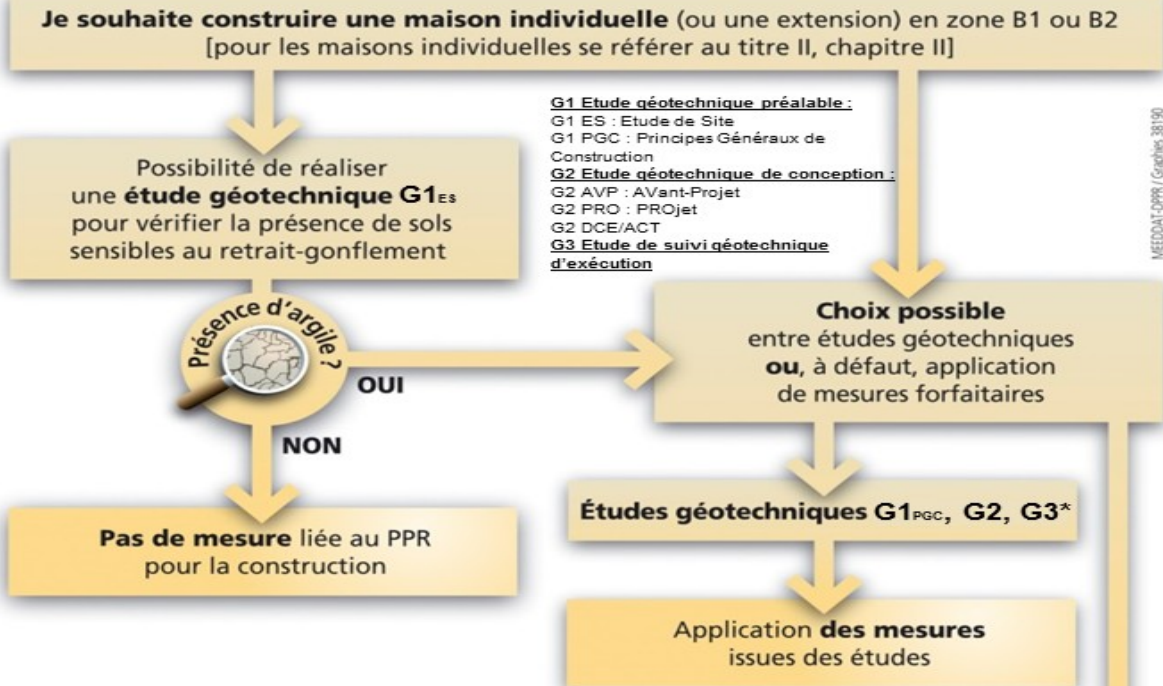 Je souhaite construire une maison individuelle (ou une extension) en zone B1 ou B2
[pour les maisons individuelles se référer au titre II, chapitre II]
G1 Etude géotechnique préalable :
G1 ES : Etude de Site
G1 PGC : Principes Généraux de
Construction
G2 Etude géotechnique de conception :
G2 AVP : AVant-Projet
G2 PRO : PROjet
G2 DCE/ACT
G3 Etude de suivi géotechnique
d'exécution
MEEDDAT-DPPR / Graphies 38190
Possibilité de réaliser
une étude géotechnique G1ES
pour vérifier la présence de sols
sensibles au retrait-gonflement
Présence d'argile ?
OUI
NON
Choix possible
entre études géotechniques
ou, à défaut, application
de mesures forfaitaires
Pas de mesure liée au PPR
pour la construction
Études géotechniques G1PGC, G2, G3*
Application des mesures
issues des études